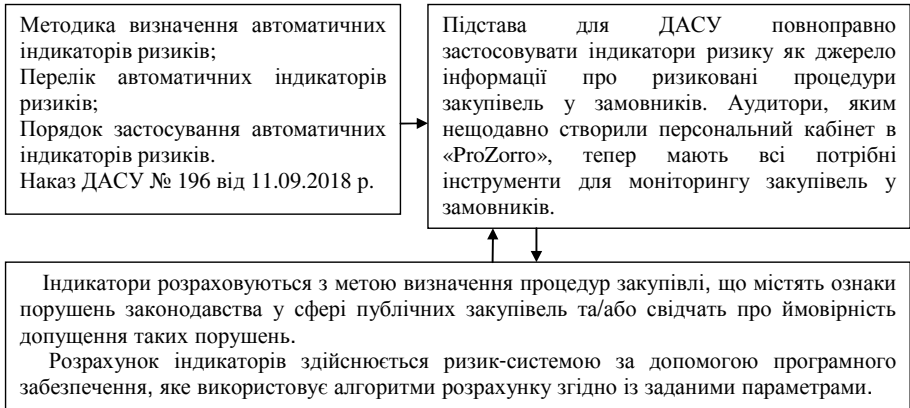 Методика визначення автоматичних
індикаторів ризиків;
Перелік автоматичних індикаторів
ризиків;
Порядок застосування автоматичних
індикаторів ризиків.
Наказ ДАСУ № 196 від 11.09.2018 р.
Підстава для ДАСУ повноправно
застосовувати індикатори ризику як джерело
інформації про ризиковані процедури
закупівель у замовників. Аудитори, яким
нещодавно створили персональний кабінет в
«ProZorro», тепер мають всі потрібні
інструменти для моніторингу закупівель у
замовників.
Індикатори розраховуються з метою визначення процедур закупівлі, що містять ознаки
порушень законодавства у сфері публічних закупівель та/або свідчать про ймовірність
допущення таких порушень.
Розрахунок індикаторів здійснюється ризик-системою за допомогою програмного
забезпечення, яке використовує алгоритми розрахунку згідно із заданими параметрами.